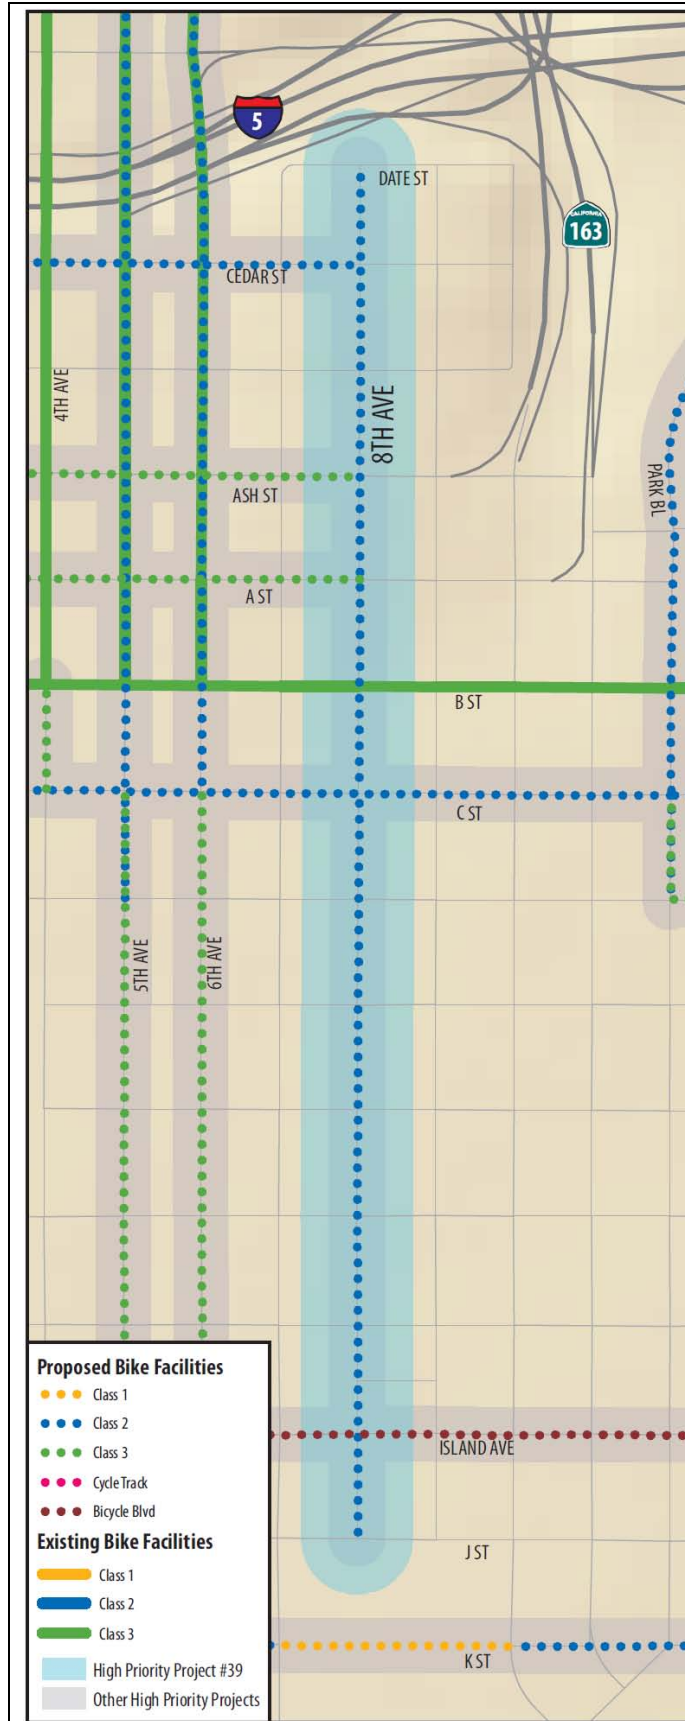 5
DATE ST
CALIFORNIA
163
CEDAR ST
4TH AVE
8TH AVE
ASH ST
PARK BL
A ST
B ST
C ST
5TH AVE
6TH AVE
Proposed Bike Facilities
Class 1
Class 2
Class 3
Cycle Track
Bicycle Blvd
Existing Bike Facilities
Class 1
Class 2
Class 3
High Priority Project #39
Other High Priority Projects
ISLAND AVE
J ST
K ST